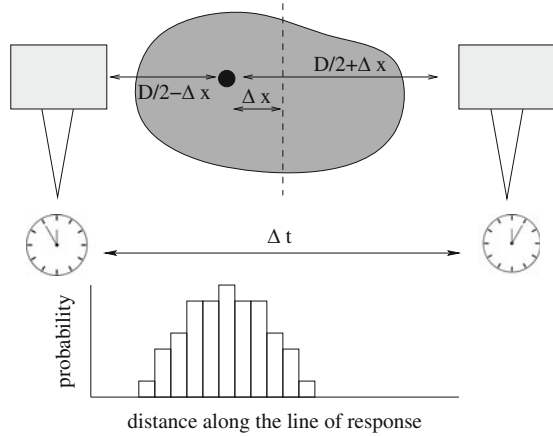 D/2−Δ x
D/2+Δ x
Δ x
Δ t
probability
distance along the line of response